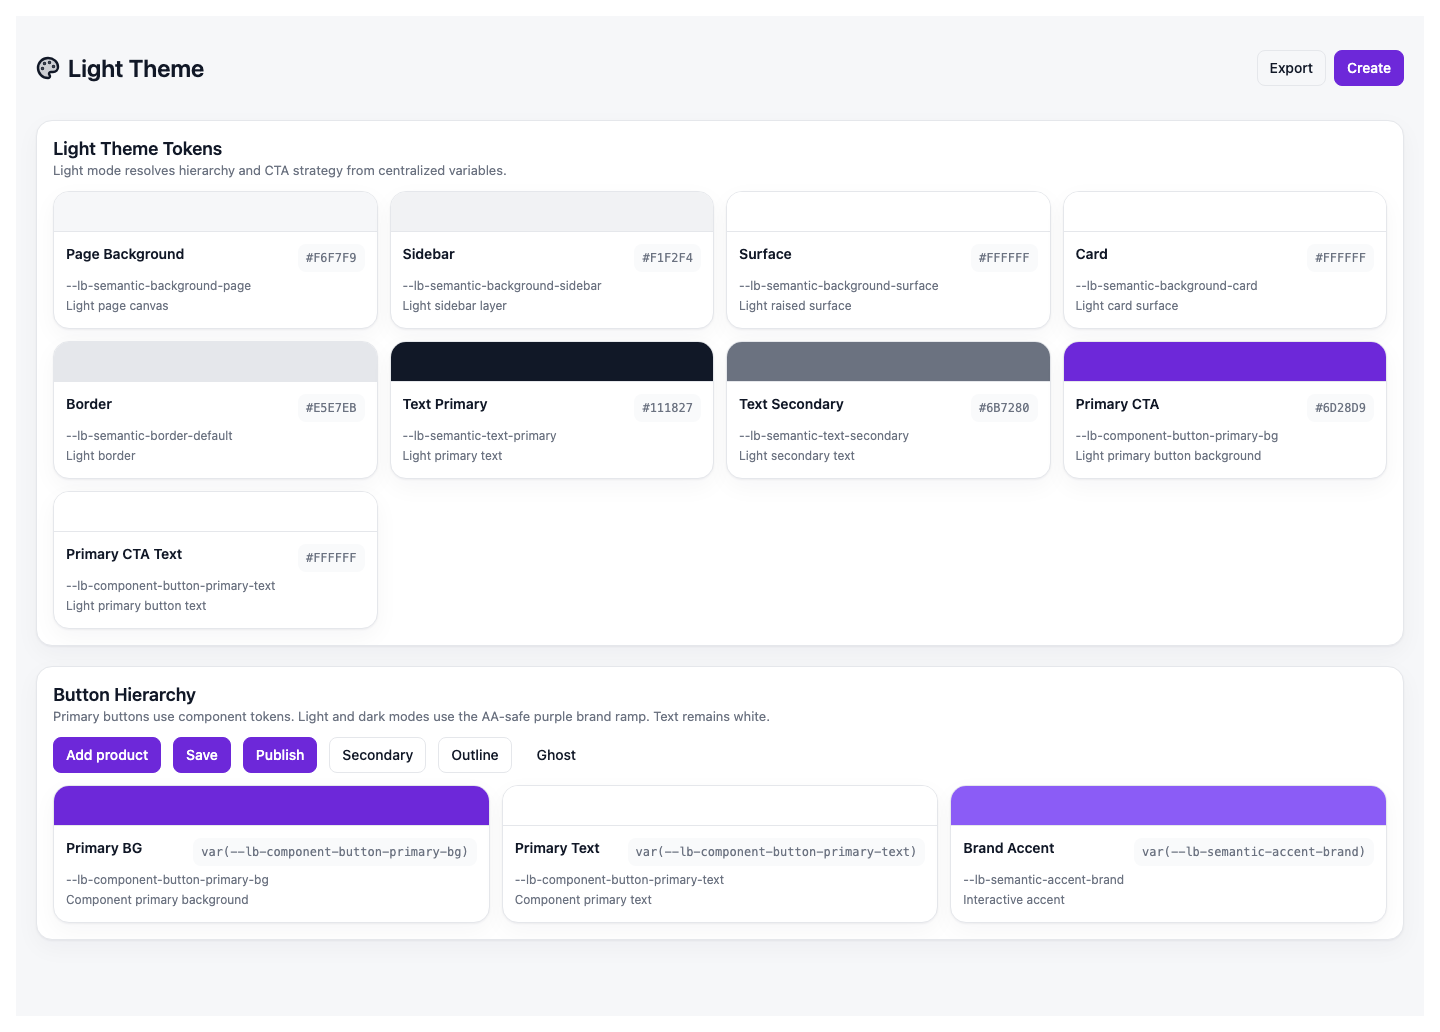 Light Theme
Export
Create
Light Theme Tokens
Light mode resolves hierarchy and CTA strategy from centralized variables.
Page Background
#F6F7F9
--lb-semantic-background-page
Light page canvas
Sidebar
#F1F2F4
--lb-semantic-background-sidebar
Light sidebar layer
Surface
#FFFFFF
--lb-semantic-background-surface
Light raised surface
Card
#FFFFFF
--lb-semantic-background-card
Light card surface
Border
#E5E7EB
--lb-semantic-border-default
Light border
Text Primary
#111827
--lb-semantic-text-primary
Light primary text
Text Secondary
#6B7280
--lb-semantic-text-secondary
Light secondary text
Primary CTA
#6D28D9
--lb-component-button-primary-bg
Light primary button background
Primary CTA Text
#FFFFFF
--lb-component-button-primary-text
Light primary button text
Button Hierarchy
Primary buttons use component tokens. Light and dark modes use the AA-safe purple brand ramp. Text remains white.
Add product
Save
Publish
Secondary
Outline
Ghost
Primary BG
var(--lb-component-button-primary-bg)
--lb-component-button-primary-bg
Component primary background
Primary Text
var(--lb-component-button-primary-text)
--lb-component-button-primary-text
Component primary text
Brand Accent
var(--lb-semantic-accent-brand)
--lb-semantic-accent-brand
Interactive accent